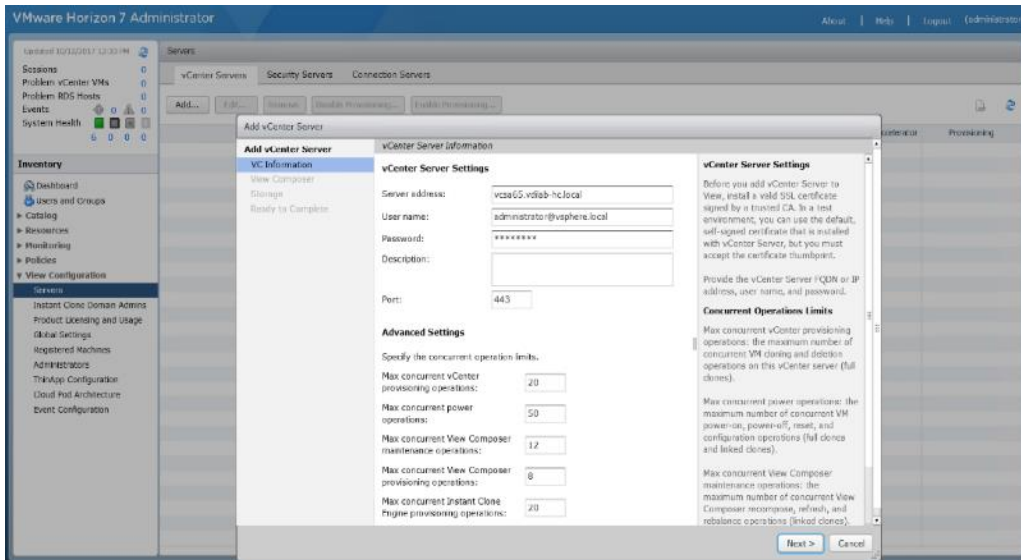 VMware Horizon 7 Administrator
About | Help | Logout (administrator
Updated 10/12/2017 12:33 PM
Sessions 0
Problem vCenter VMs 0
Problem RDS Hosts 0
Events 0 0
System Health
6 0 0 0
Inventory
Dashboard
Users and Groups
Catalog
Resources
Monitoring
Policies
View Configuration
Servers
Instant Clone Domain Admins
Product Licensing and Usage
Global Settings
Registered Machines
Administrators
ThinApp Configuration
Cloud Pod Architecture
Event Configuration
Servers
vCenter Servers Security Servers Connection Servers
Add... Edit... Remove Disable Provisioning... Enable Provisioning...
Provisioning
Add vCenter Server
Add vCenter Server
VC Information
View Composer
Storage
Ready to Complete
vCenter Server Information
vCenter Server Settings
Server address: vcsa65.vdilab-hc.local
User name: administrator@vsphere.local
Password: ********
Description:
Port: 443
Advanced Settings
Specify the concurrent operation limits.
Max concurrent vCenter
provisioning operations: 20
Max concurrent power
operations: 50
Max concurrent View Composer
maintenance operations: 12
Max concurrent View Composer
provisioning operations: 8
Max concurrent Instant Clone
Engine provisioning operations: 20
vCenter Server Settings
Before you add vCenter Server to
View, install a valid SSL certificate
signed by a trusted CA. In a test
environment, you can use the default,
self-signed certificate that is installed
with vCenter Server, but you must
accept the certificate thumbprint.
Provide the vCenter Server FQDN or IP
address, user name, and password.
Concurrent Operations Limits
Max concurrent vCenter provisioning
operations: the maximum number of
concurrent VM cloning and deletion
operations on this vCenter server (full
clones).
Max concurrent power operations: the
maximum number of concurrent VM
power-on, power-off, reset, and
configuration operations (full clones
and linked clones).
Max concurrent View Composer
maintenance operations: the
maximum number of concurrent View
Composer recompose, refresh, and
rebalance operations (linked clones).
Next > Cancel